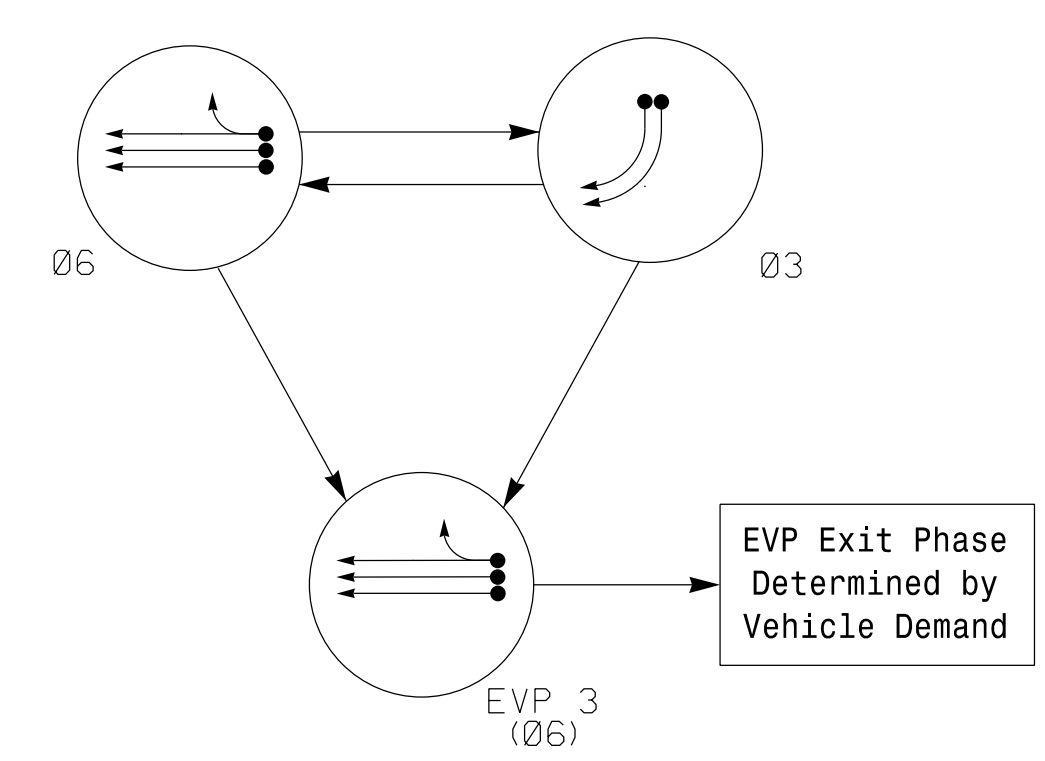 Ø6
Ø3
EVP Exit Phase
Determined by
Vehicle Demand
EVP 3
(Ø6)